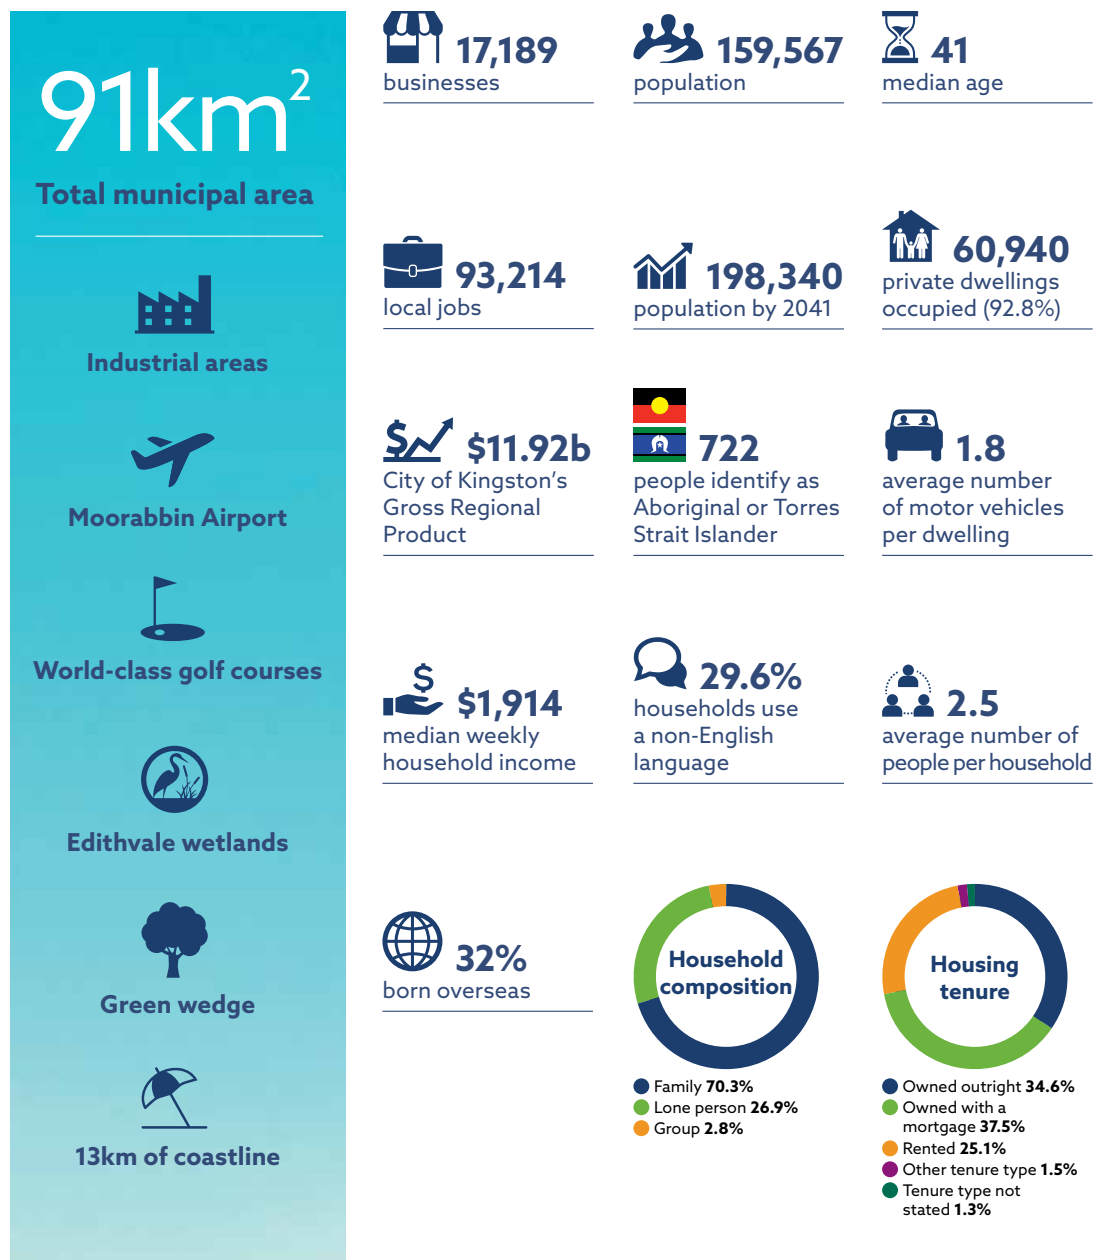 91km²
Total municipal area
Industrial areas
Moorabbin Airport
World-class golf courses
Edithvale wetlands
Green wedge
13km of coastline
17,189
businesses
159,567
population
41
median age
93,214
local jobs
198,340
population by 2041
60,940
private dwellings
occupied (92.8%)
$11.92b
City of Kingston's
Gross Regional
Product
722
people identify as
Aboriginal or Torres
Strait Islander
1.8
average number
of motor vehicles
per dwelling
$
$1,914
median weekly
household income
29.6%
households use
a non-English
language
2.5
average number of
people per household
32%
born overseas
Household
composition
Family 70.3%
Lone person 26.9%
Group 2.8%
Housing
tenure
Owned outright 34.6%
Owned with a
mortgage 37.5%
Rented 25.1%
Other tenure type 1.5%
Tenure type not
stated 1.3%